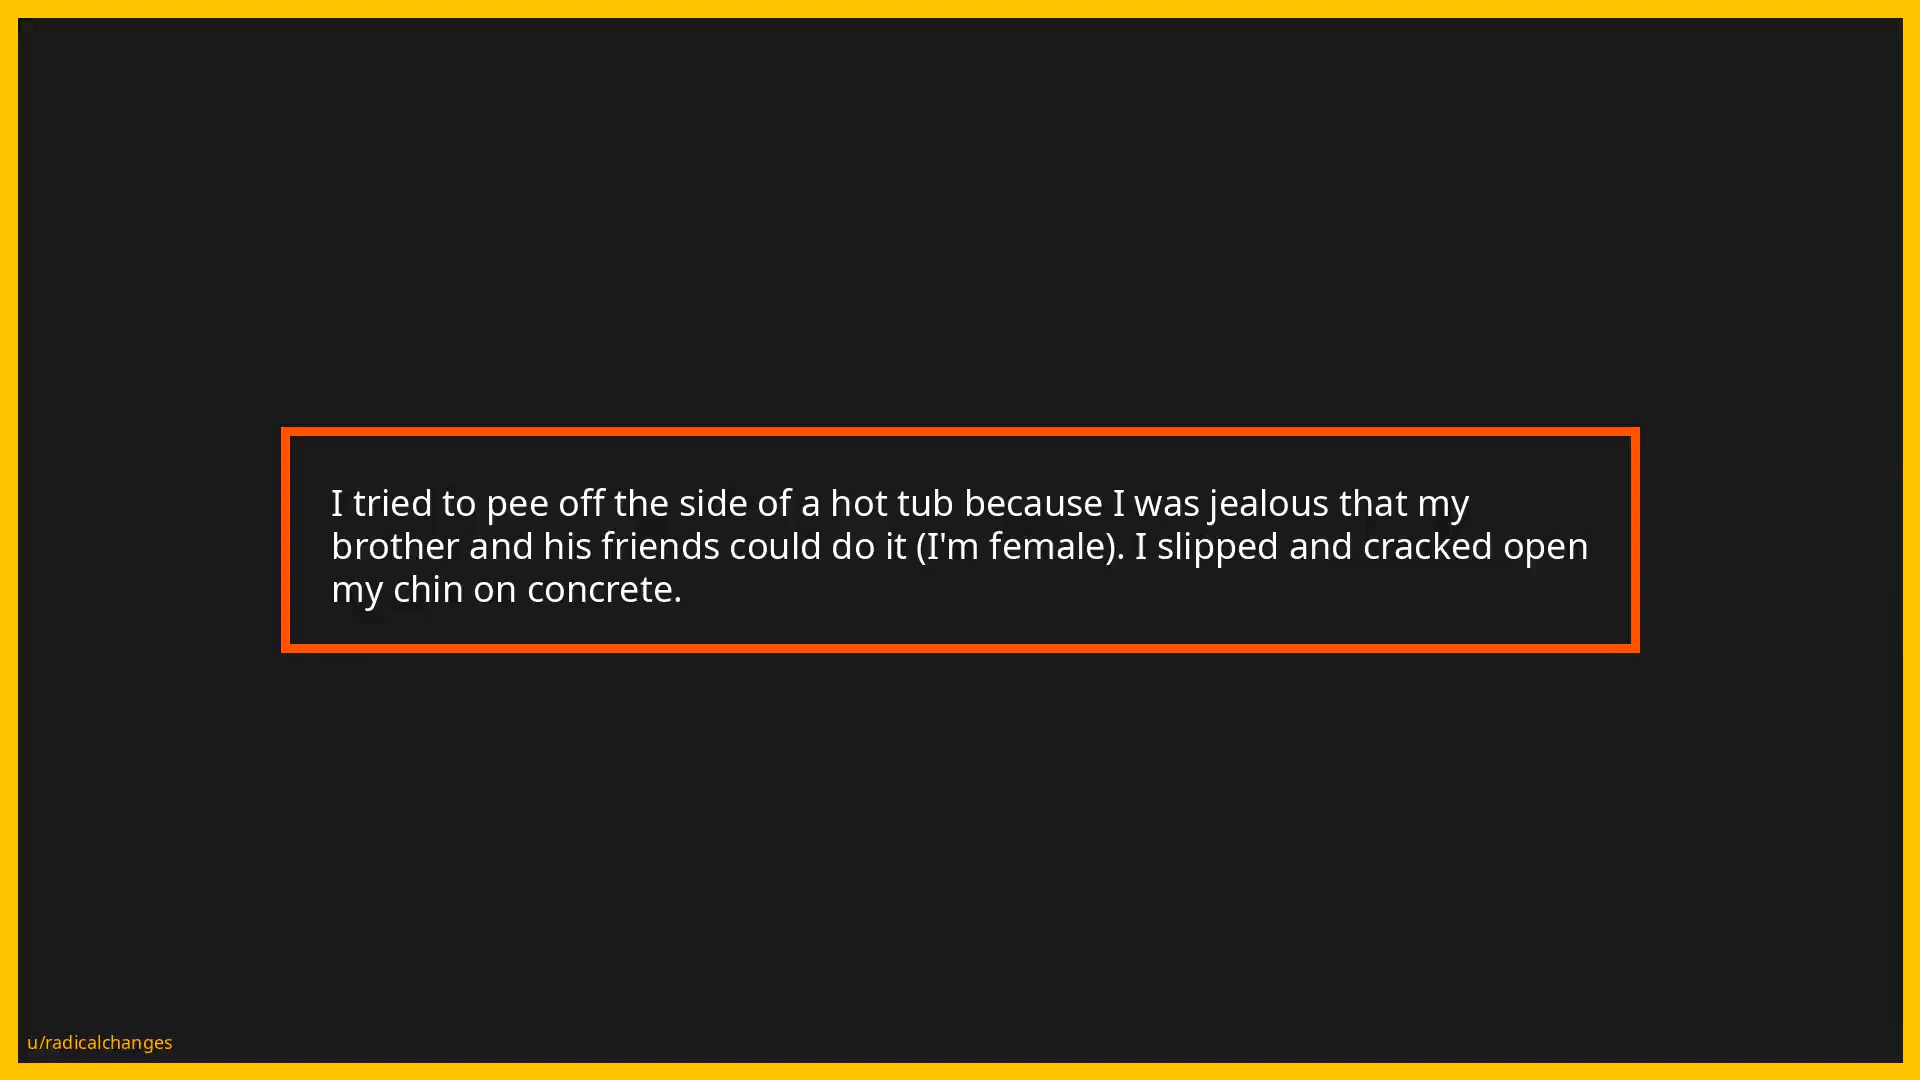 I tried to pee off the side of a hot tub because I was jealous that my
brother and his friends could do it (I'm female). I slipped and cracked open
my chin on concrete.
u/radicalchanges